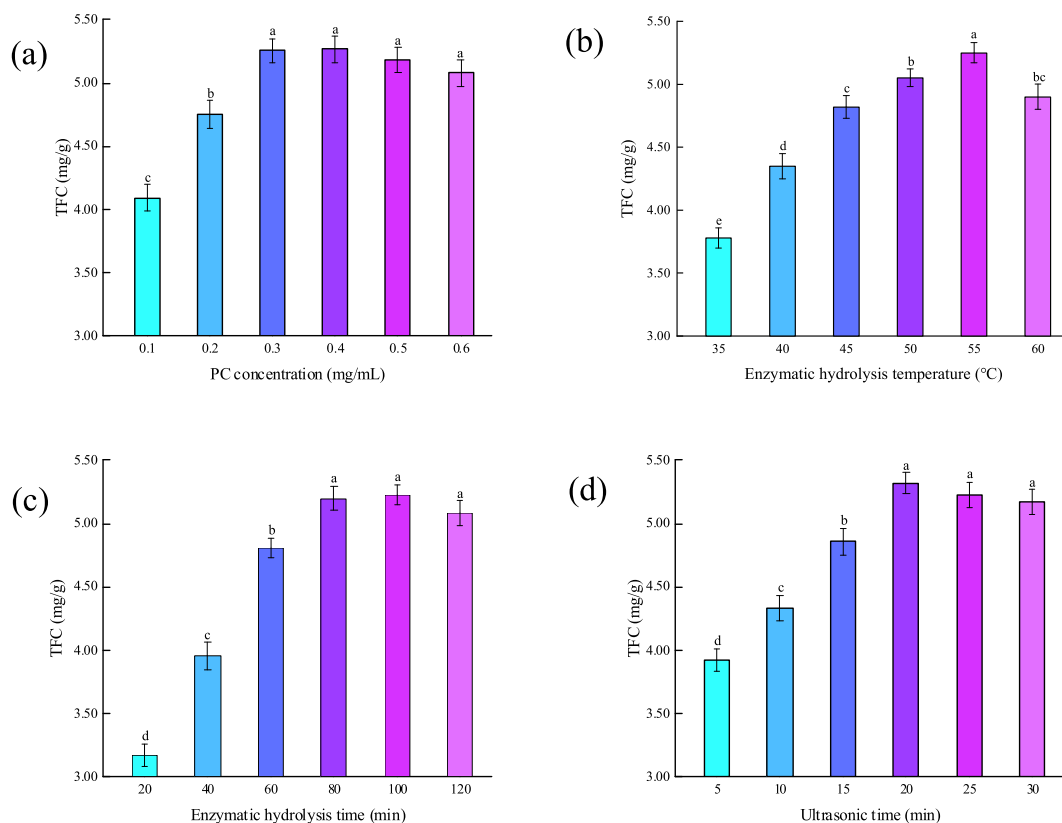 (a)
TFC (mg/g)
5.50
5.00
4.50
4.00
3.50
3.00
c
b
a
a
a
a
0.1
0.2
0.3
0.4
0.5
0.6
PC concentration (mg/mL)
(b)
TFC (mg/g)
5.50
5.00
4.50
4.00
3.50
3.00
e
d
c
b
a
bc
35
40
45
50
55
60
Enzymatic hydrolysis temperature (°C)
(c)
TFC (mg/g)
5.50
5.00
4.50
4.00
3.50
3.00
d
c
b
a
a
a
20
40
60
80
100
120
Enzymatic hydrolysis time (min)
(d)
TFC (mg/g)
5.50
5.00
4.50
4.00
3.50
3.00
d
c
b
a
a
a
5
10
15
20
25
30
Ultrasonic time (min)